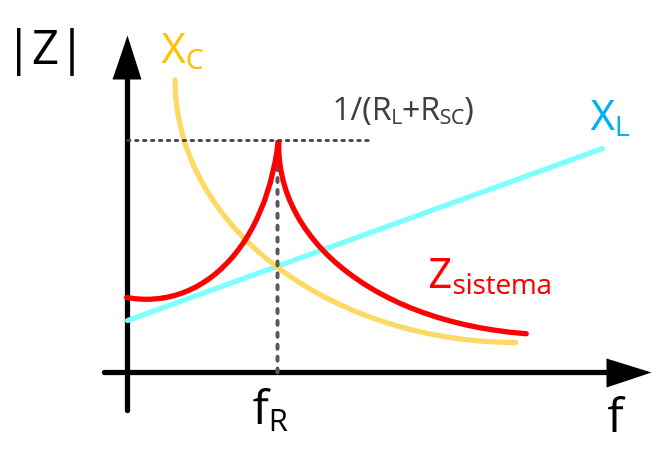 |Z|
X_C
1/(R_L+R_SC)
X_L
Z_sistema
f_R
f